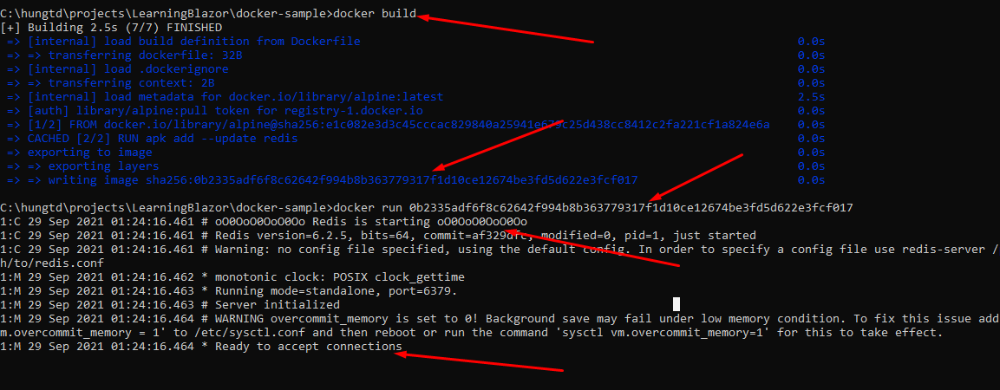 C:\hungtd\projects\LearningBlazor\docker-sample>docker build
[+] Building 2.5s (7/7) FINISHED
=> [internal] load build definition from Dockerfile 0.0s
=> => transferring dockerfile: 32B 0.0s
=> [internal] load .dockerignore 0.0s
=> => transferring context: 2B 0.0s
=> [internal] load metadata for docker.io/library/alpine:latest 2.5s
=> [auth] library/alpine:pull token for registry-1.docker.io 0.0s
=> [1/2] FROM docker.io/library/alpine@sha256:e1c082e3d3c45cccac829840a25941e679c25d438cc8412c2fa221cf1a824e6a 0.0s
=> CACHED [2/2] RUN apk add --update redis 0.0s
=> exporting to image 0.0s
=> => exporting layers 0.0s
=> => writing image sha256:0b2335adf6f8c62642f994b8b363779317f1d10ce12674be3fd5d622e3fcf017 0.0s
C:\hungtd\projects\LearningBlazor\docker-sample>docker run 0b2335adf6f8c62642f994b8b363779317f1d10ce12674be3fd5d622e3fcf017
1:C 29 Sep 2021 01:24:16.461 # oO0OoO0OoO0Oo Redis is starting oO0OoO0OoO0Oo
1:C 29 Sep 2021 01:24:16.461 # Redis version=6.2.5, bits=64, commit=af329dfc, modified=0, pid=1, just started
1:C 29 Sep 2021 01:24:16.461 # Warning: no config file specified, using the default config. In order to specify a config file use redis-server /
h/to/redis.conf
1:M 29 Sep 2021 01:24:16.462 * monotonic clock: POSIX clock_gettime
1:M 29 Sep 2021 01:24:16.463 * Running mode=standalone, port=6379.
1:M 29 Sep 2021 01:24:16.463 # Server initialized
1:M 29 Sep 2021 01:24:16.464 # WARNING overcommit_memory is set to 0! Background save may fail under low memory condition. To fix this issue add
m.overcommit_memory = 1' to /etc/sysctl.conf and then reboot or run the command 'sysctl vm.overcommit_memory=1' for this to take effect.
1:M 29 Sep 2021 01:24:16.464 * Ready to accept connections